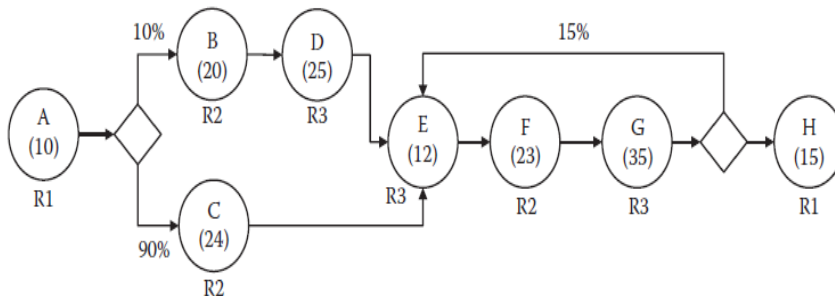 A
(10)
R1
10%
90%
B
(20)
R2
D
(25)
R3
C
(24)
R2
15%
E
(12)
R3
F
(23)
R2
G
(35)
R3
H
(15)
R1